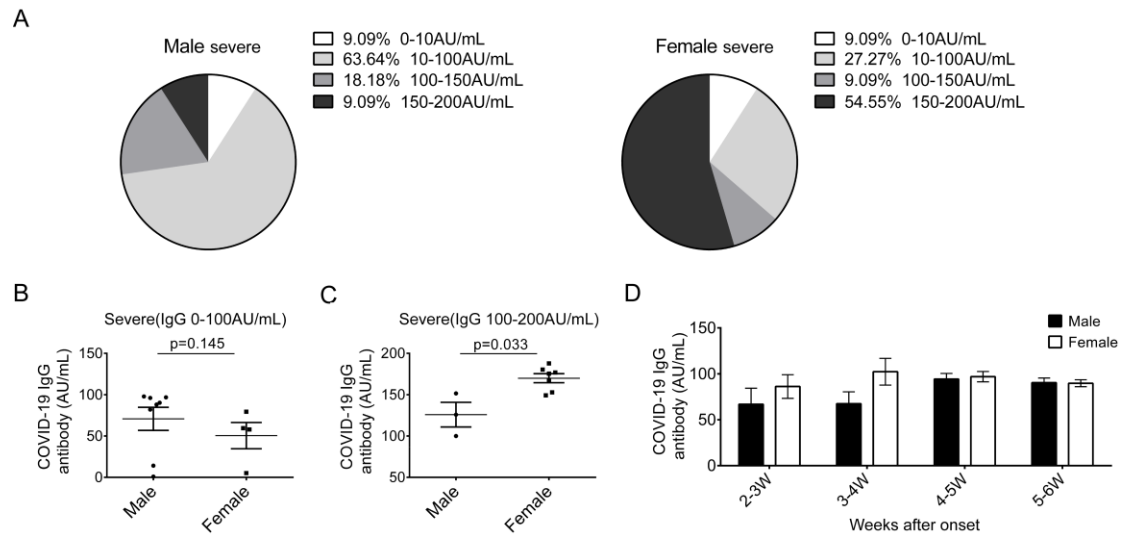 A
Male severe
9.09% 0-10AU/mL
63.64% 10-100AU/mL
18.18% 100-150AU/mL
9.09% 150-200AU/mL
Female severe
9.09% 0-10AU/mL
27.27% 10-100AU/mL
9.09% 100-150AU/mL
54.55% 150-200AU/mL
B
Severe(IgG 0-100AU/mL)
p=0.145
COVID-19 IgG
antibody (AU/mL)
150
100
50
0
Male
Female
C
Severe(IgG 100-200AU/mL)
p=0.033
COVID-19 IgG
antibody (AU/mL)
200
150
100
50
Male
Female
D
Male
Female
COVID-19 IgG
antibody (AU/mL)
150
100
50
0
2-3W
3-4W
4-5W
5-6W
Weeks after onset